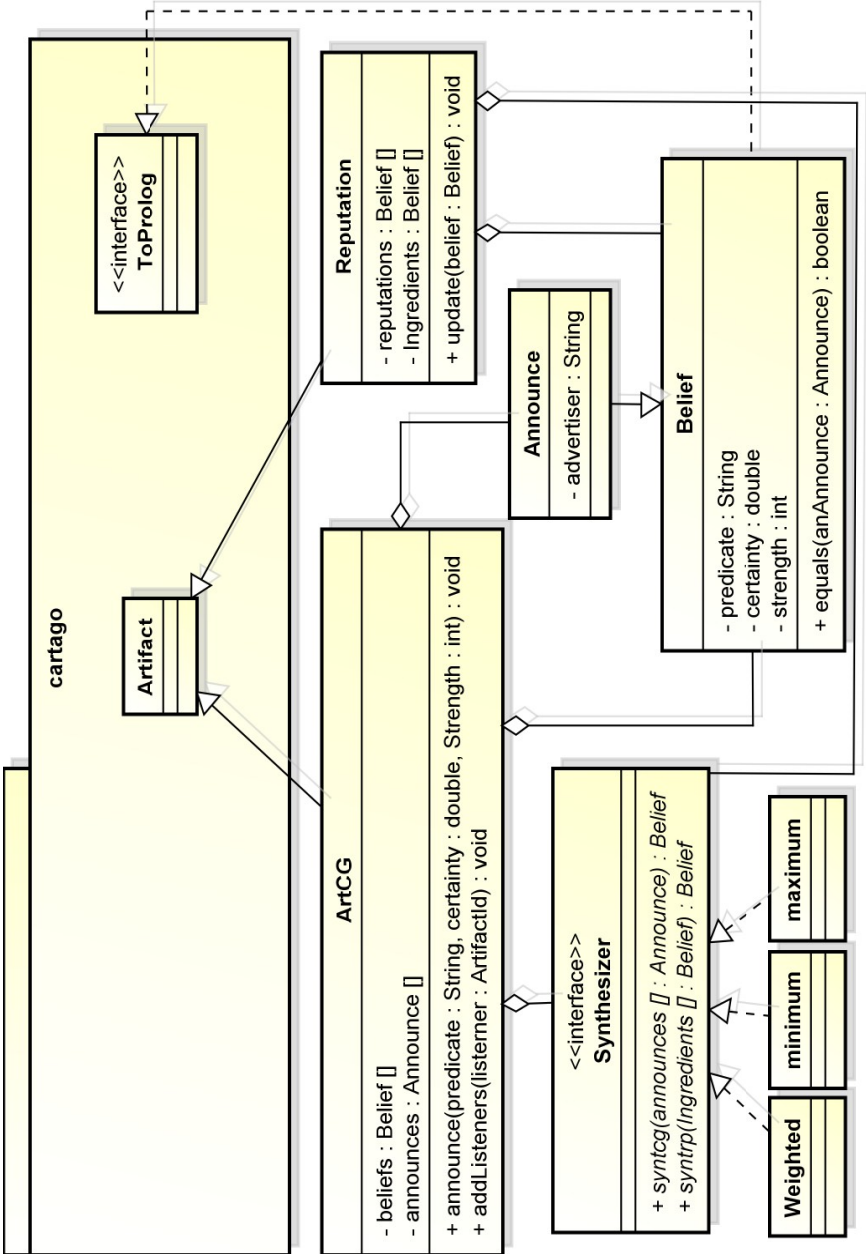 cartago
Artifact
<<interface>>
ToProlog
ArtCG
- beliefs : Belief []
- announces : Announce []
+ announce(predicate : String, certainty : double, Strength : int) : void
+ addListeners(listerner : ArtifactId) : void
Reputation
- reputations : Belief []
- Ingredients : Belief []
+ update(belief : Belief) : void
Announce
- advertiser : String
<<interface>>
Synthesizer
+ syntcg(announces [] : Announce) : Belief
+ syntrp(Ingredients [] : Belief) : Belief
Belief
- predicate : String
- certainty : double
- strength : int
+ equals(anAnnounce : Announce) : boolean
Weighted
minimum
maximum